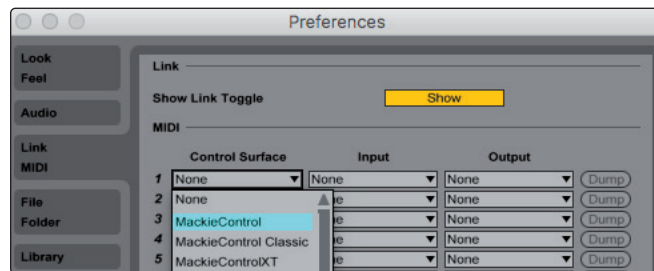 Preferences
Look
Feel
Audio
Link
MIDI
File
Folder
Library
Link
Show Link Toggle Show
MIDI
Control Surface Input Output
1 None None None Dump
2 None None Dump
3 MackieControl None Dump
4 MackieControl Classic None Dump
5 MackieControlXT None Dump